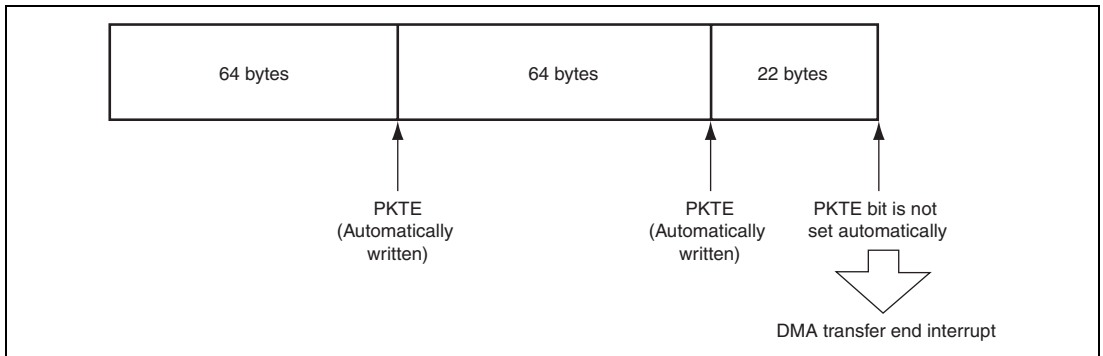 64 bytes
64 bytes
22 bytes
PKTE
(Automatically
written)
PKTE
(Automatically
written)
PKTE bit is not
set automatically
DMA transfer end interrupt